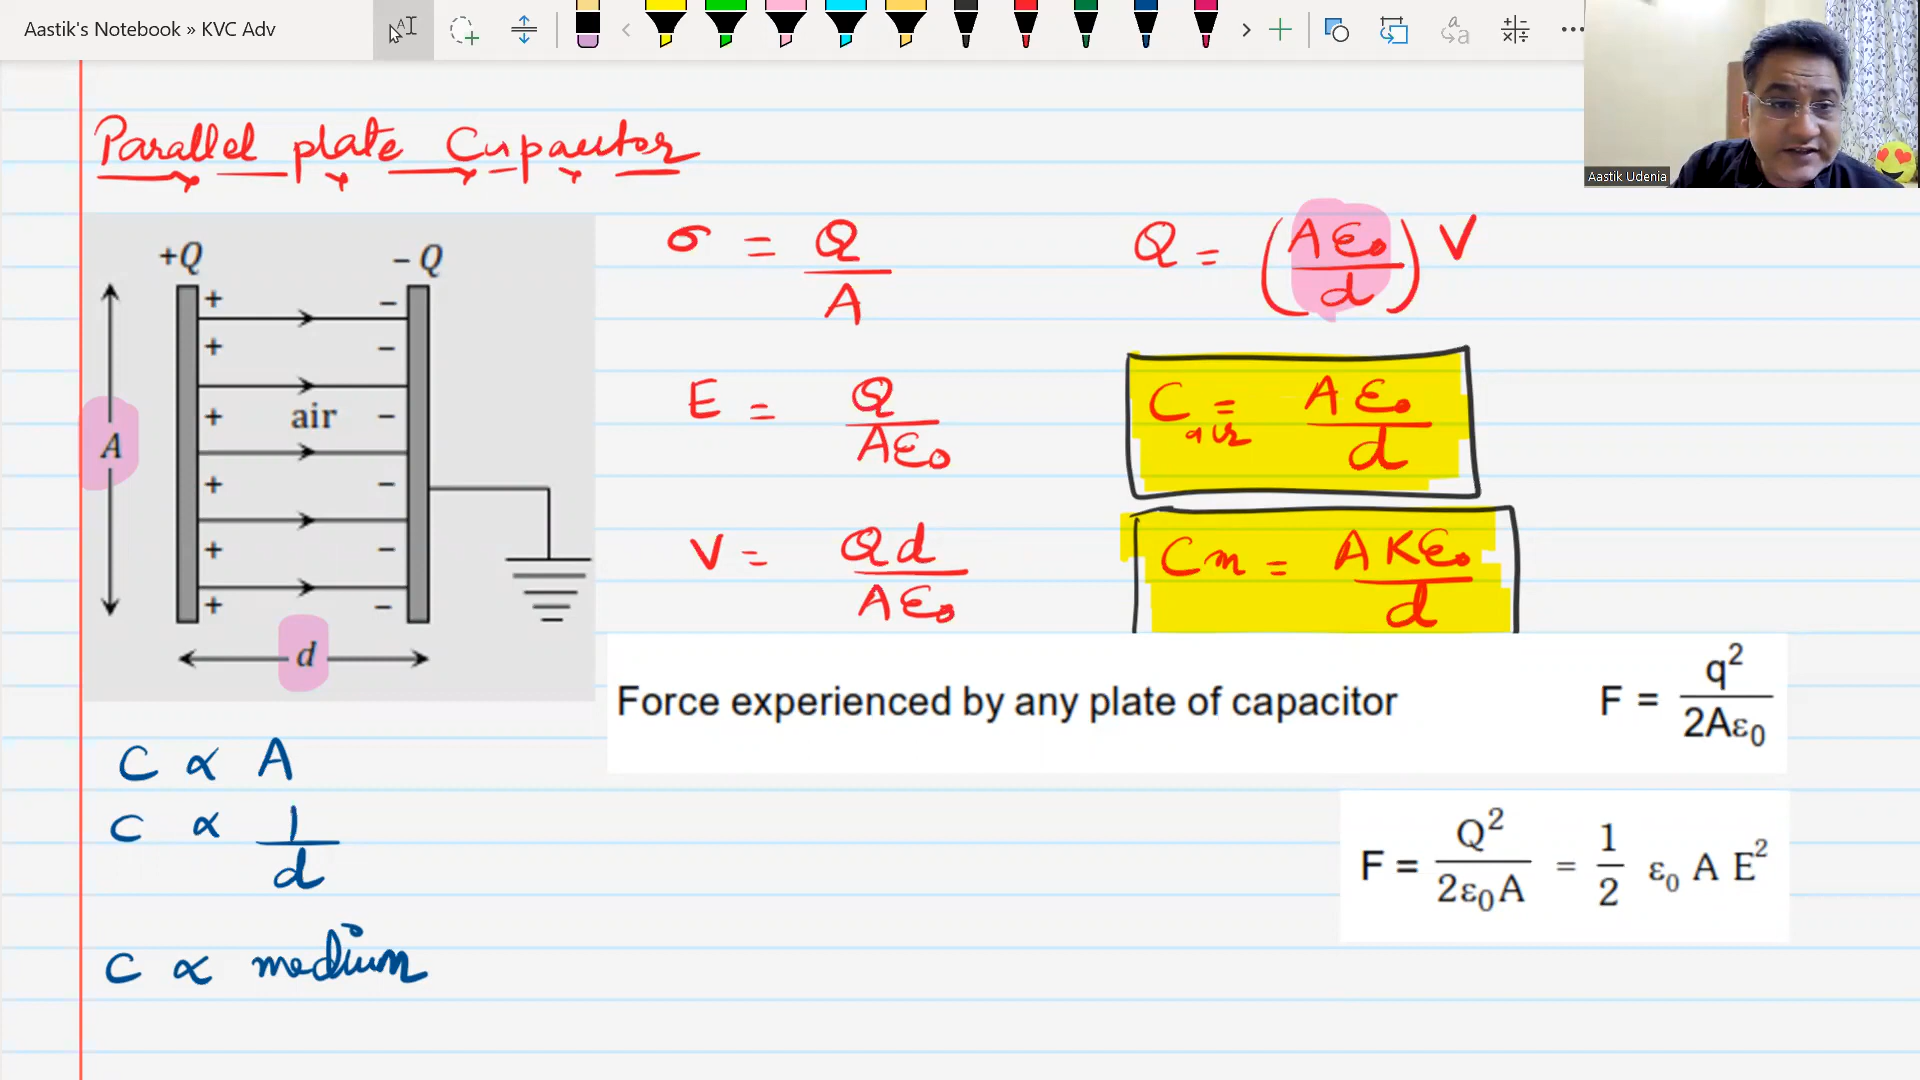 Aastik's Notebook » KVC Adv
Aastik Udenia
Parallel plate Capacitor
+Q
− Q
A
air
d
σ = Q/A
E = Q/Aε₀
V = Qd/Aε₀
Q = (Aε₀/d) V
C air = Aε₀/d
Cm = AKε₀/d
Force experienced by any plate of capacitor F = q²/2Aε₀
F = Q²/2ε₀A = 1/2 ε₀ A E²
C ∝ A
C ∝ 1/d
C ∝ medium